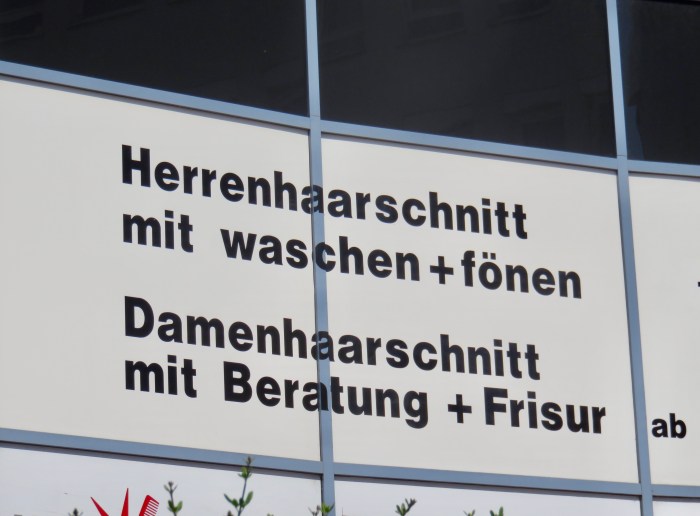 Herrenhaarschnitt
mit waschen + fönen
Damenhaarschnitt
mit Beratung + Frisur ab